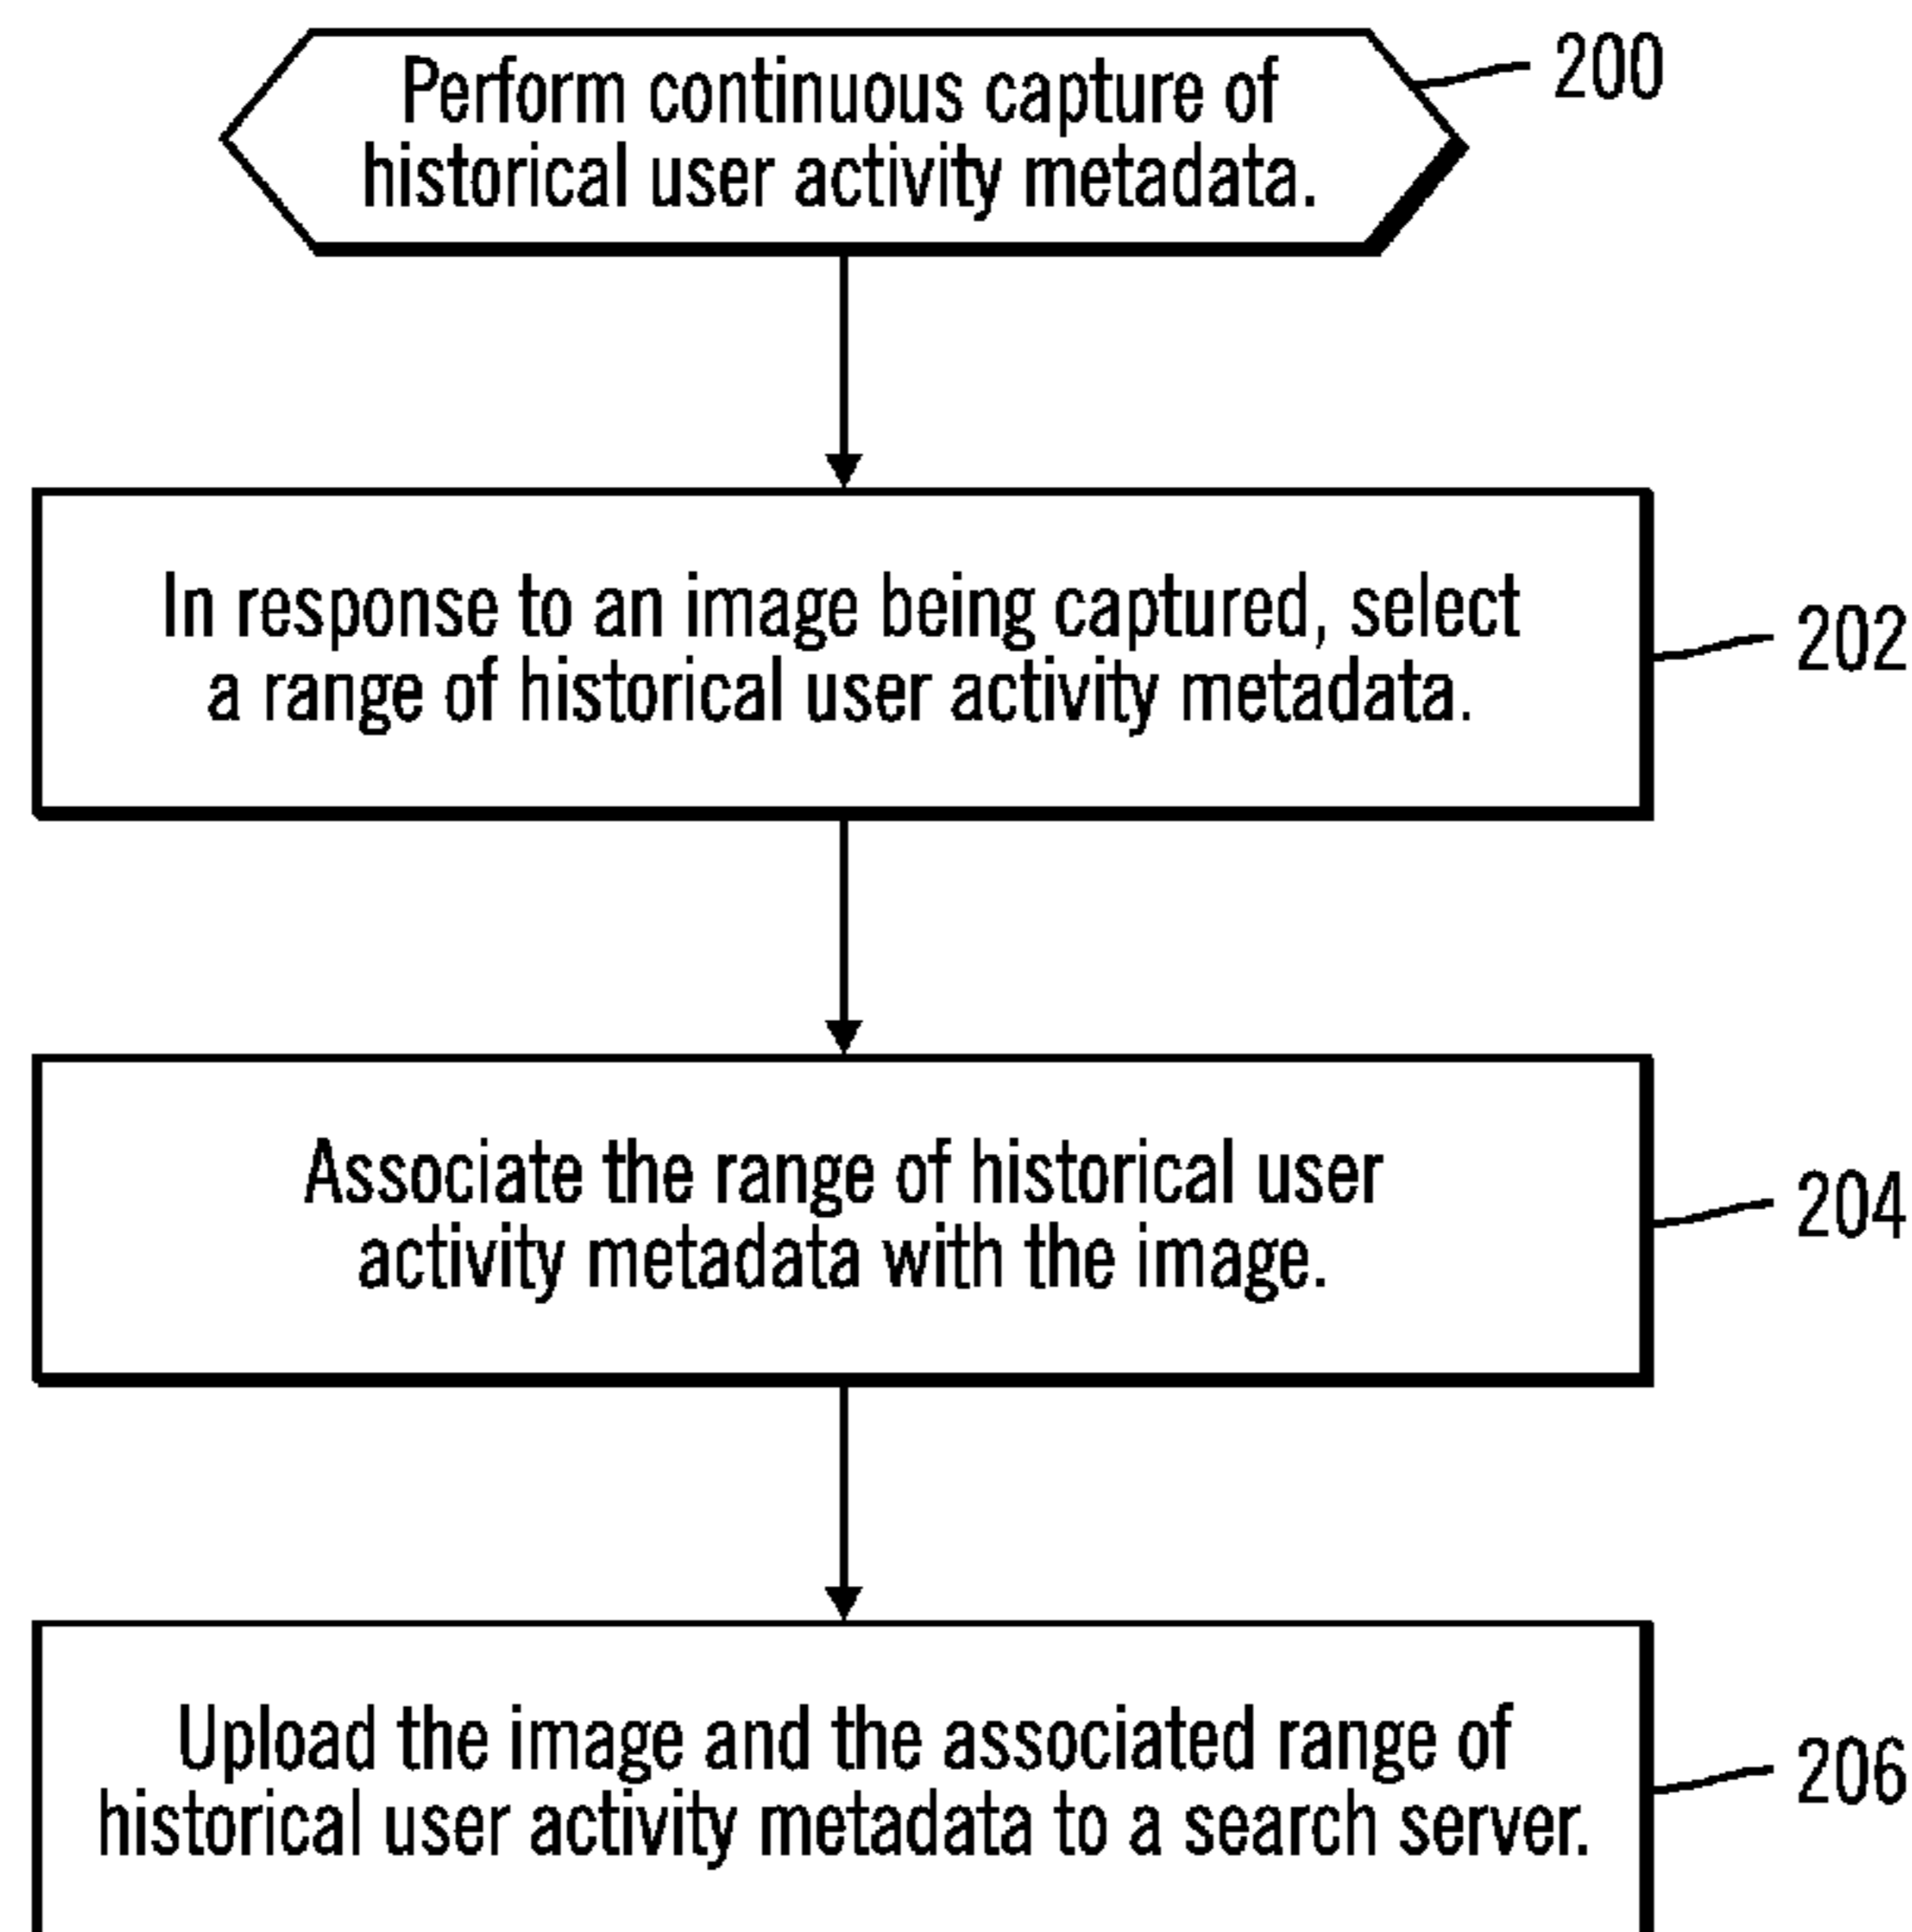 Perform continuous capture of
historical user activity metadata.
200
In response to an image being captured, select
a range of historical user activity metadata.
202
Associate the range of historical user
activity metadata with the image.
204
Upload the image and the associated range of
historical user activity metadata to a search server.
206